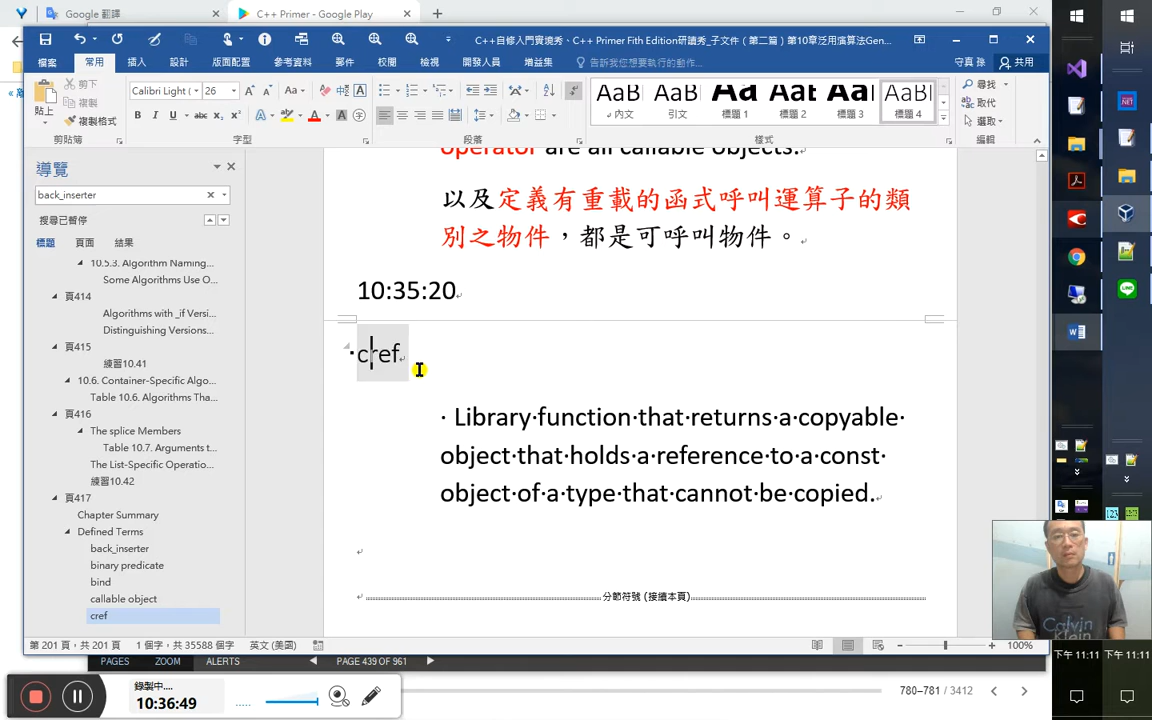 Google 翻譯
C++ Primer - Google Play
C++自修入門實境秀、C++ Primer Fith Edition研讀秀_子文件（第二篇）第10章泛用演算法Gen...
檔案 常用 插入 設計 版面配置 參考資料 郵件 校閱 檢視 開發人員 增益集 告訴我您想要執行的動作... 守真 孫 共用
貼上 剪下 複製 複製格式
Calibri Light ( 26
AaB AaB Aa Aab AaB AaB
內文 引文 標題 1 標題 2 標題 3 標題 4
尋找 取代 選取
剪貼簿 字型 段落 樣式 編輯
導覽
back_inserter
搜尋已暫停
標題 頁面 結果
10.5.3. Algorithm Naming...
Some Algorithms Use O...
頁414
Algorithms with _if Versi...
Distinguishing Versions...
頁415
練習10.41
10.6. Container-Specific Algo...
Table 10.6. Algorithms Tha...
頁416
The splice Members
Table 10.7. Arguments t...
The List-Specific Operatio...
練習10.42
頁417
Chapter Summary
Defined Terms
back_inserter
binary predicate
bind
callable object
cref
operator are all callable objects.
以及定義有重載的函式呼叫運算子的類
別之物件，都是可呼叫物件。
10:35:20
cref
Library function that returns a copyable
object that holds a reference to a const
object of a type that cannot be copied.
分節符號 (接續本頁)
第 201 頁，共 201 頁 1 個字，共 35588 個字 英文 (美國) 100%
PAGES ZOOM ALERTS PAGE 439 OF 961
錄製中....
10:36:49
780–781 / 3412
Calvin
Klein
下午 11:11 下午 11:11